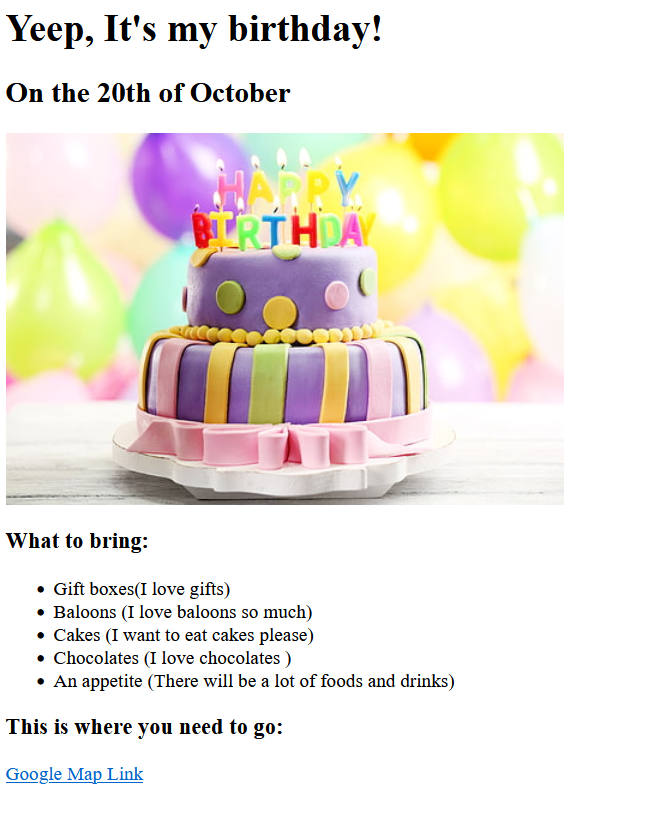 Yeep, It's my birthday!
On the 20th of October
HAPPY
BIRTHDAY
What to bring:
Gift boxes(I love gifts)
Baloons (I love baloons so much)
Cakes (I want to eat cakes please)
Chocolates (I love chocolates )
An appetite (There will be a lot of foods and drinks)
This is where you need to go:
Google Map Link